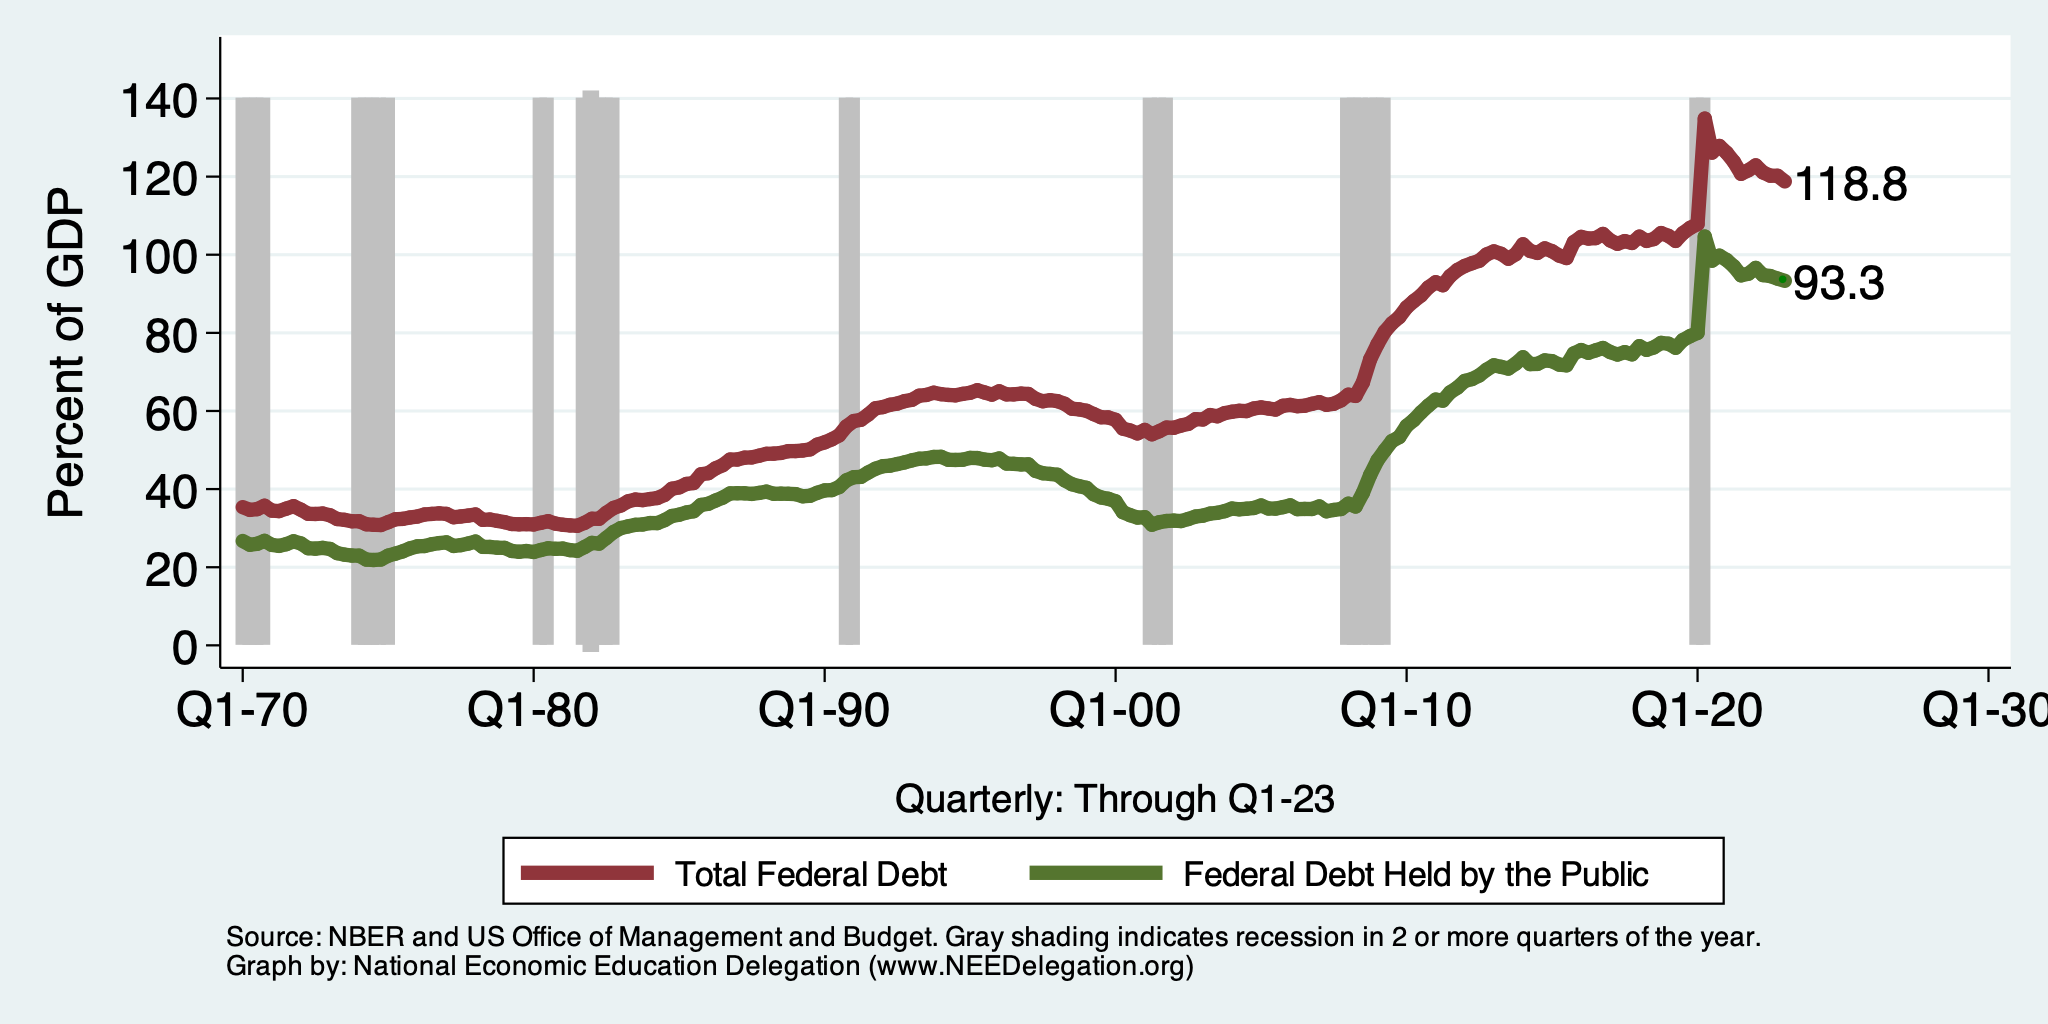 Percent of GDP
140
120
100
80
60
40
20
0
118.8
93.3
Q1-70 Q1-80 Q1-90 Q1-00 Q1-10 Q1-20 Q1-30
Quarterly: Through Q1-23
Total Federal Debt Federal Debt Held by the Public
Source: NBER and US Office of Management and Budget. Gray shading indicates recession in 2 or more quarters of the year.
Graph by: National Economic Education Delegation (www.NEEDelegation.org)